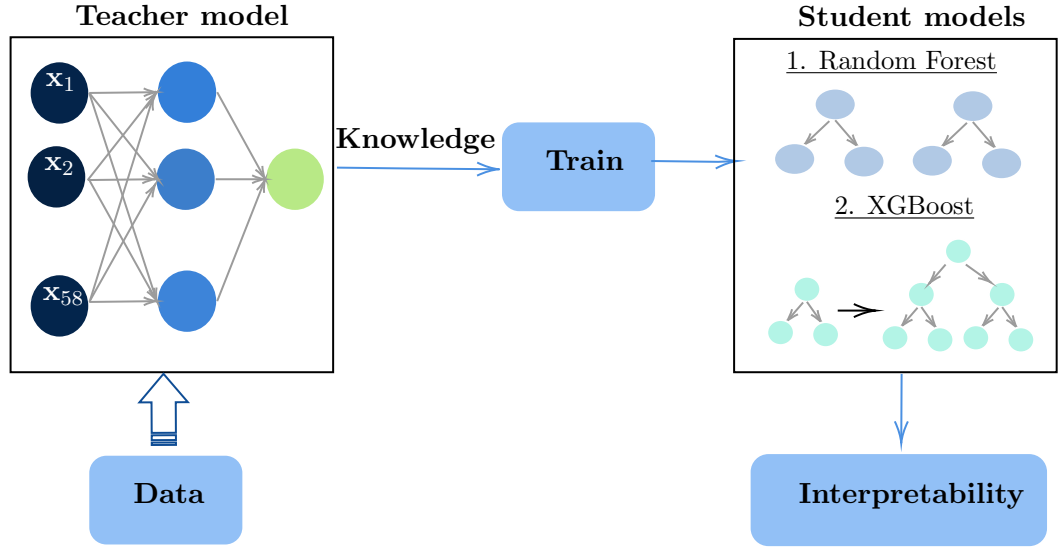 Teacher model
Student models
x1
x2
x58
Knowledge
Train
1. Random Forest
2. XGBoost
Data
Interpretability